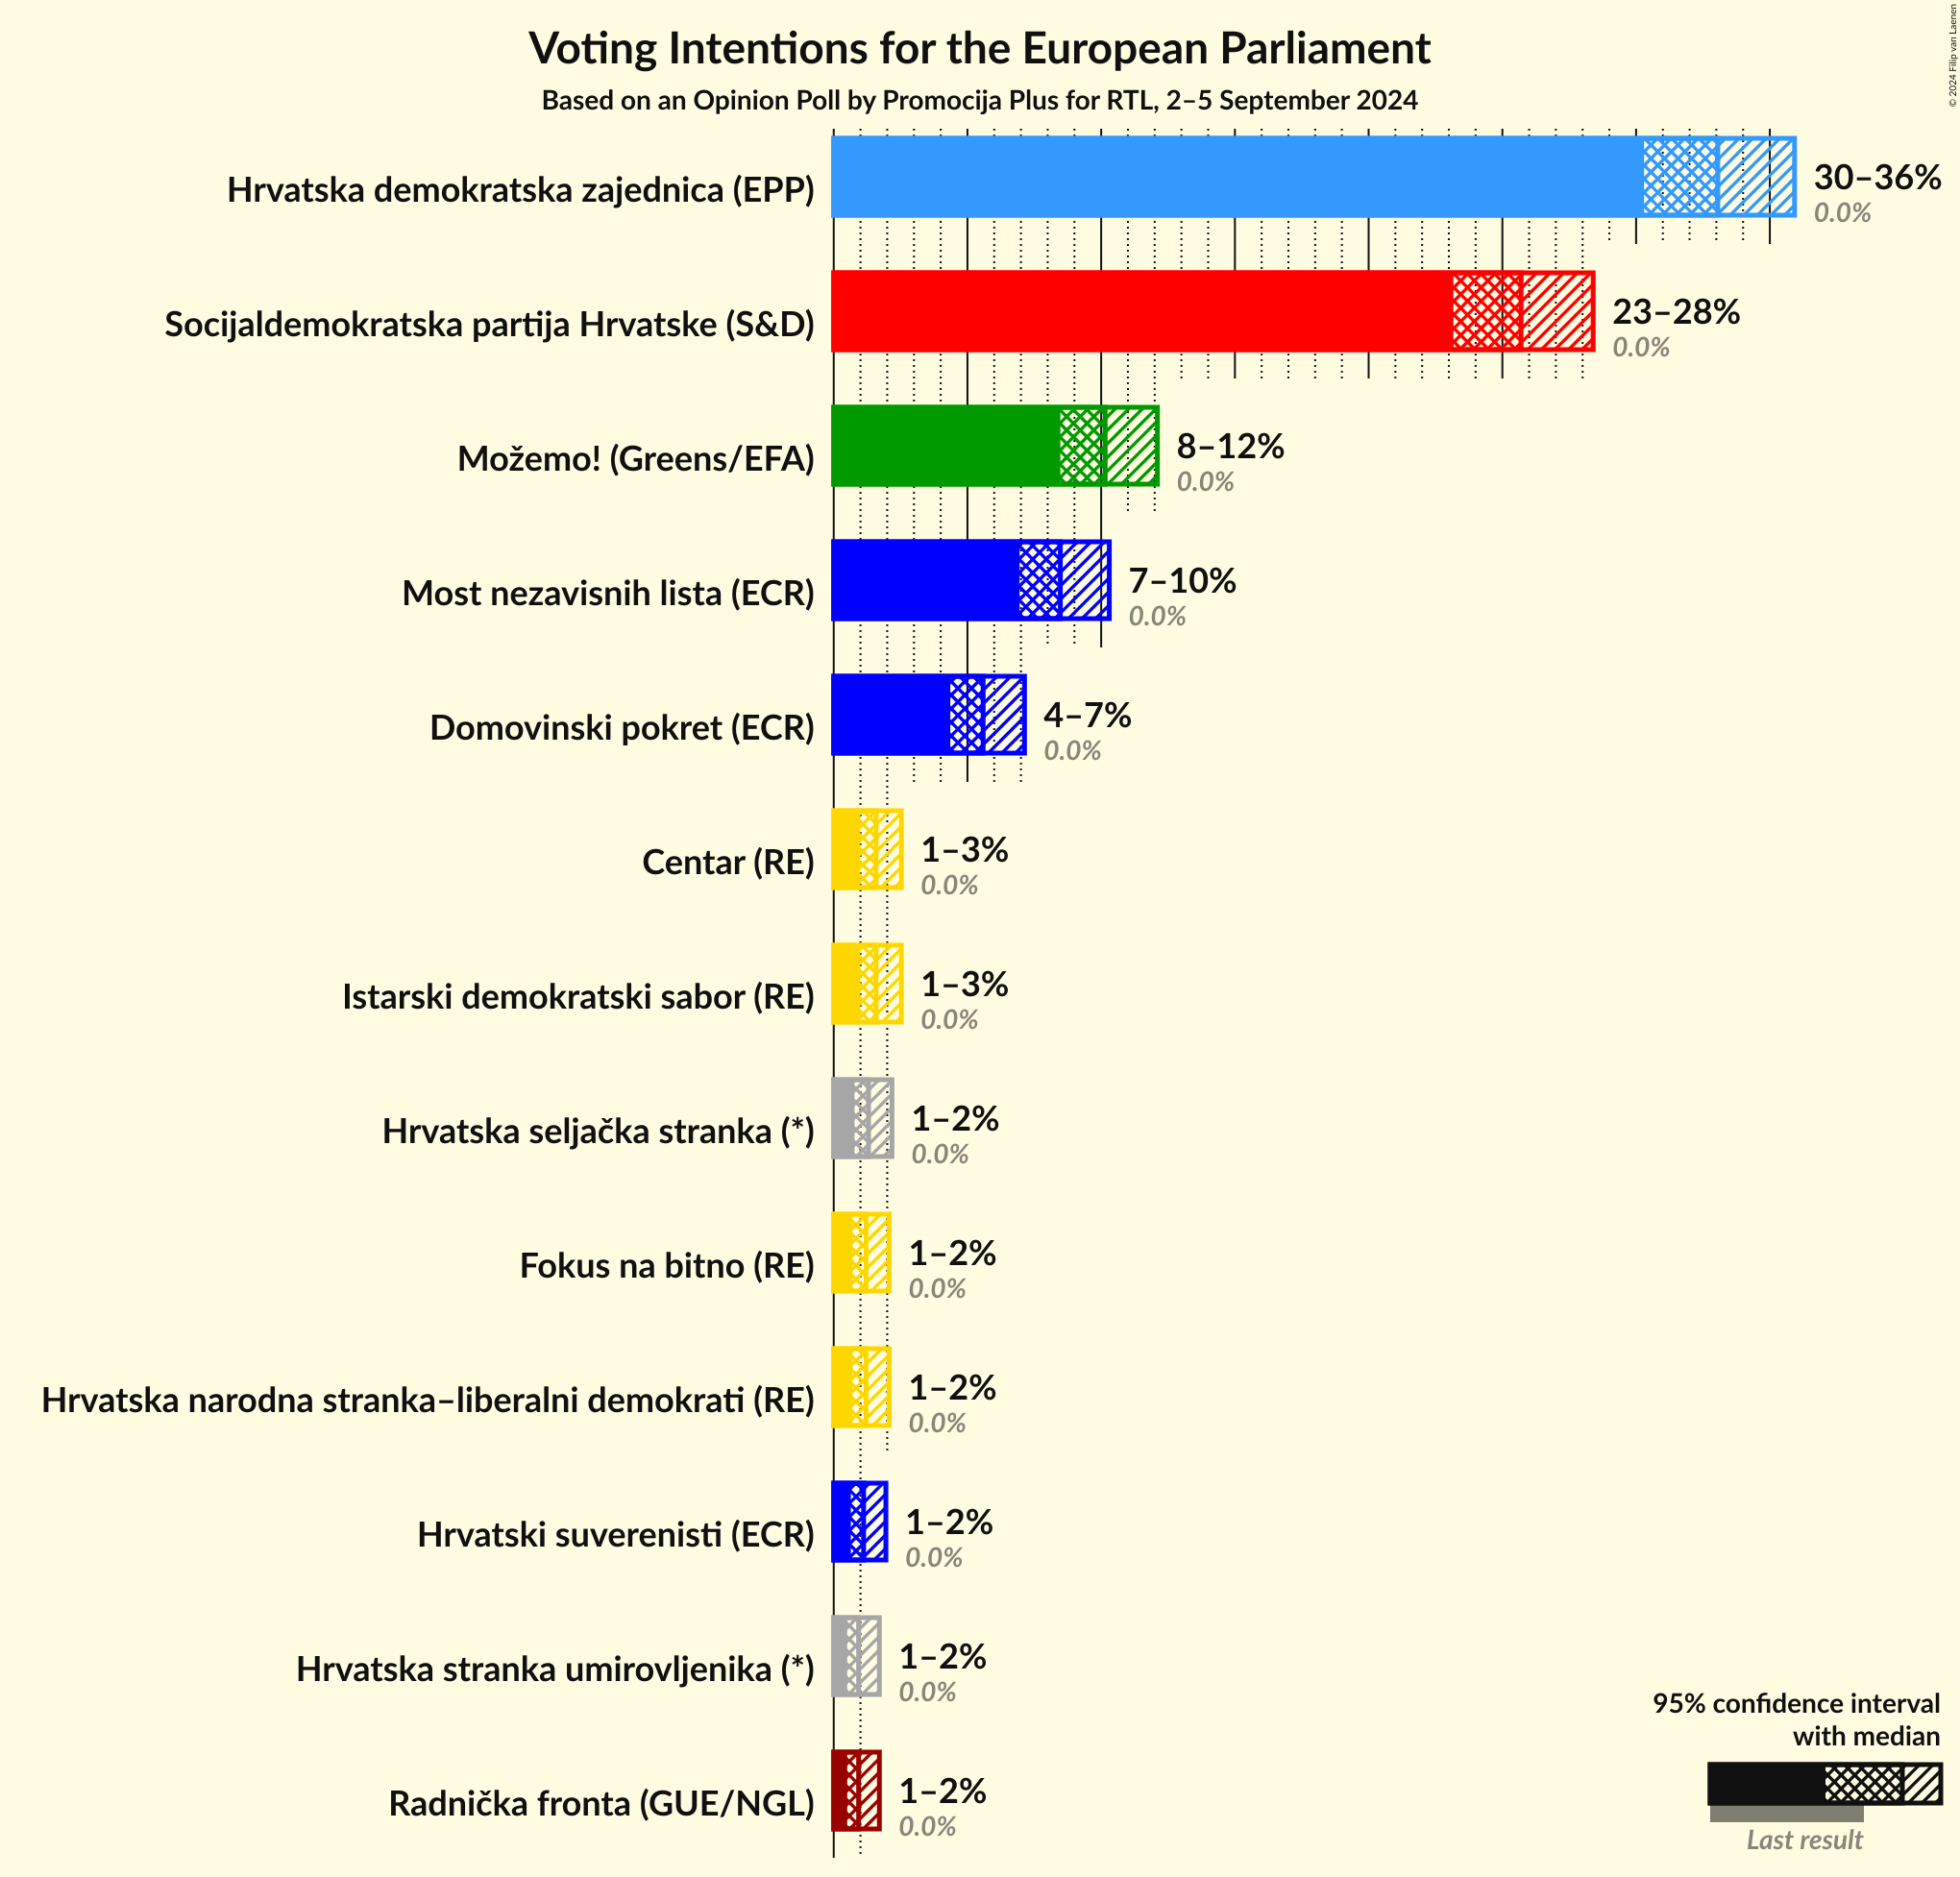 Voting Intentions for the European Parliament
Based on an Opinion Poll by Promocija Plus for RTL, 2–5 September 2024
© 2024 Filip van Laenen
Hrvatska demokratska zajednica (EPP)
30–36%
0.0%
Socijaldemokratska partija Hrvatske (S&D)
23–28%
0.0%
Možemo! (Greens/EFA)
8–12%
0.0%
Most nezavisnih lista (ECR)
7–10%
0.0%
Domovinski pokret (ECR)
4–7%
0.0%
Centar (RE)
1–3%
0.0%
Istarski demokratski sabor (RE)
1–3%
0.0%
Hrvatska seljačka stranka (*)
1–2%
0.0%
Fokus na bitno (RE)
1–2%
0.0%
Hrvatska narodna stranka–liberalni demokrati (RE)
1–2%
0.0%
Hrvatski suverenisti (ECR)
1–2%
0.0%
Hrvatska stranka umirovljenika (*)
1–2%
0.0%
Radnička fronta (GUE/NGL)
1–2%
0.0%
95% confidence interval
with median
Last result